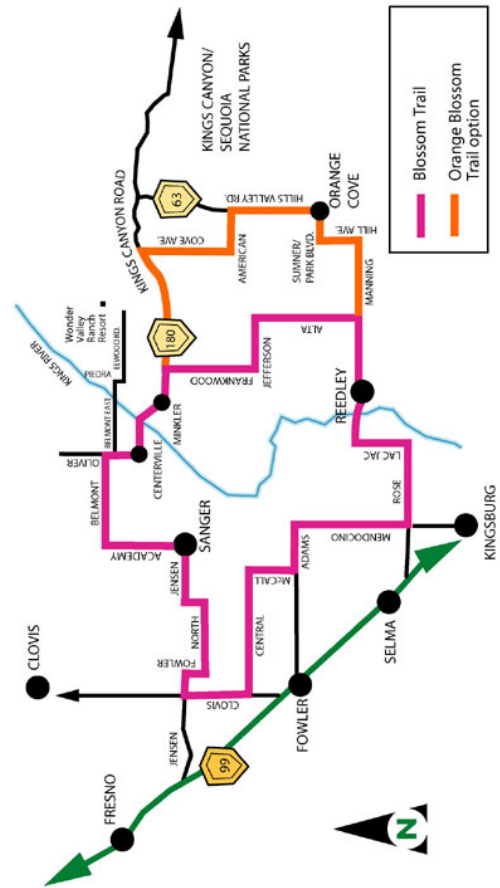 FRESNO
CLOVIS
JENSEN
99
CLOVIS
FOWLER
NORTH
JENSEN
SANGER
ACADEMY
BELMONT
OLIVER
CENTERVILLE
BELMONT EAST
PIEDRA
ELWOOD RD.
Wonder
Valley
Ranch
Resort
KINGS RIVER
MINKLER
180
KINGS CANYON ROAD
63
KINGS CANYON/
SEQUOIA
NATIONAL PARKS
COVE AVE.
AMERICAN
HILLS VALLEY RD.
ORANGE
COVE
SUMNER/
PARK BLVD.
HILL AVE.
MANNING
FRANKWOOD
JEFFERSON
ALTA
REEDLEY
LAC JAC
ROSE
MENDOCINO
ADAMS
McCALL
CENTRAL
FOWLER
SELMA
KINGSBURG
N
Blossom Trail
Orange Blossom
Trail option